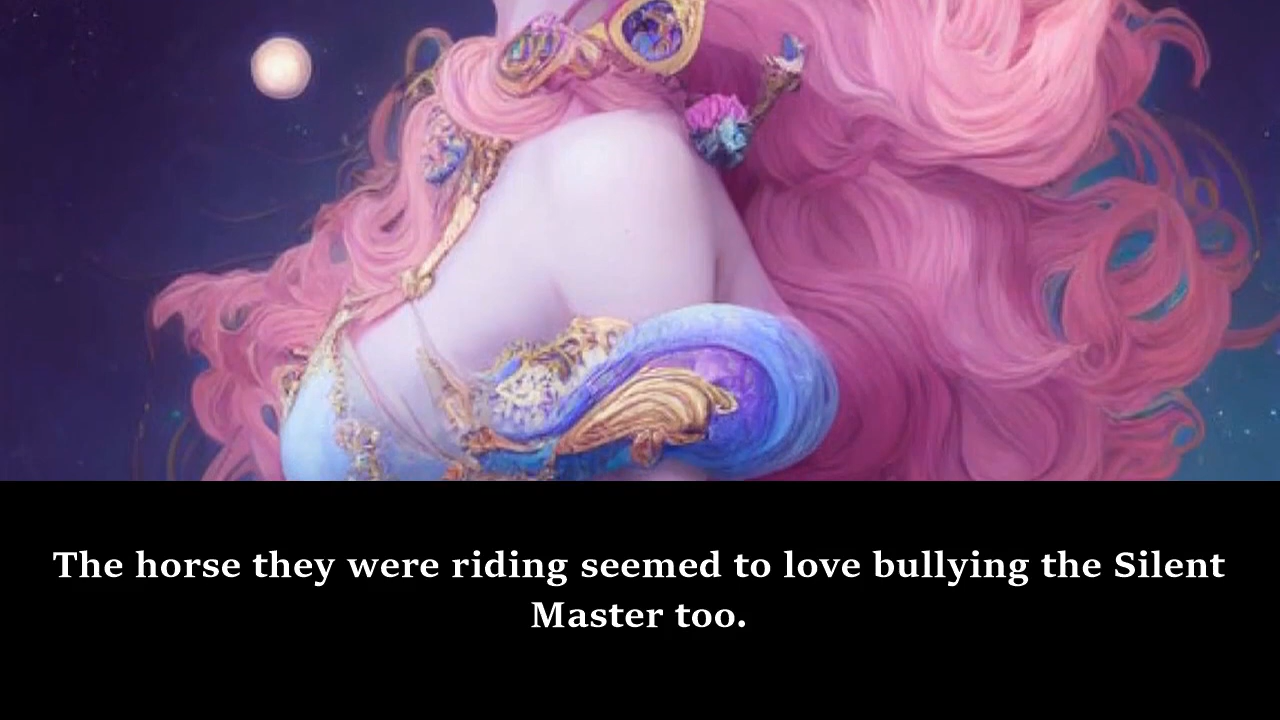 The horse they were riding seemed to love bullying the Silent
Master too.